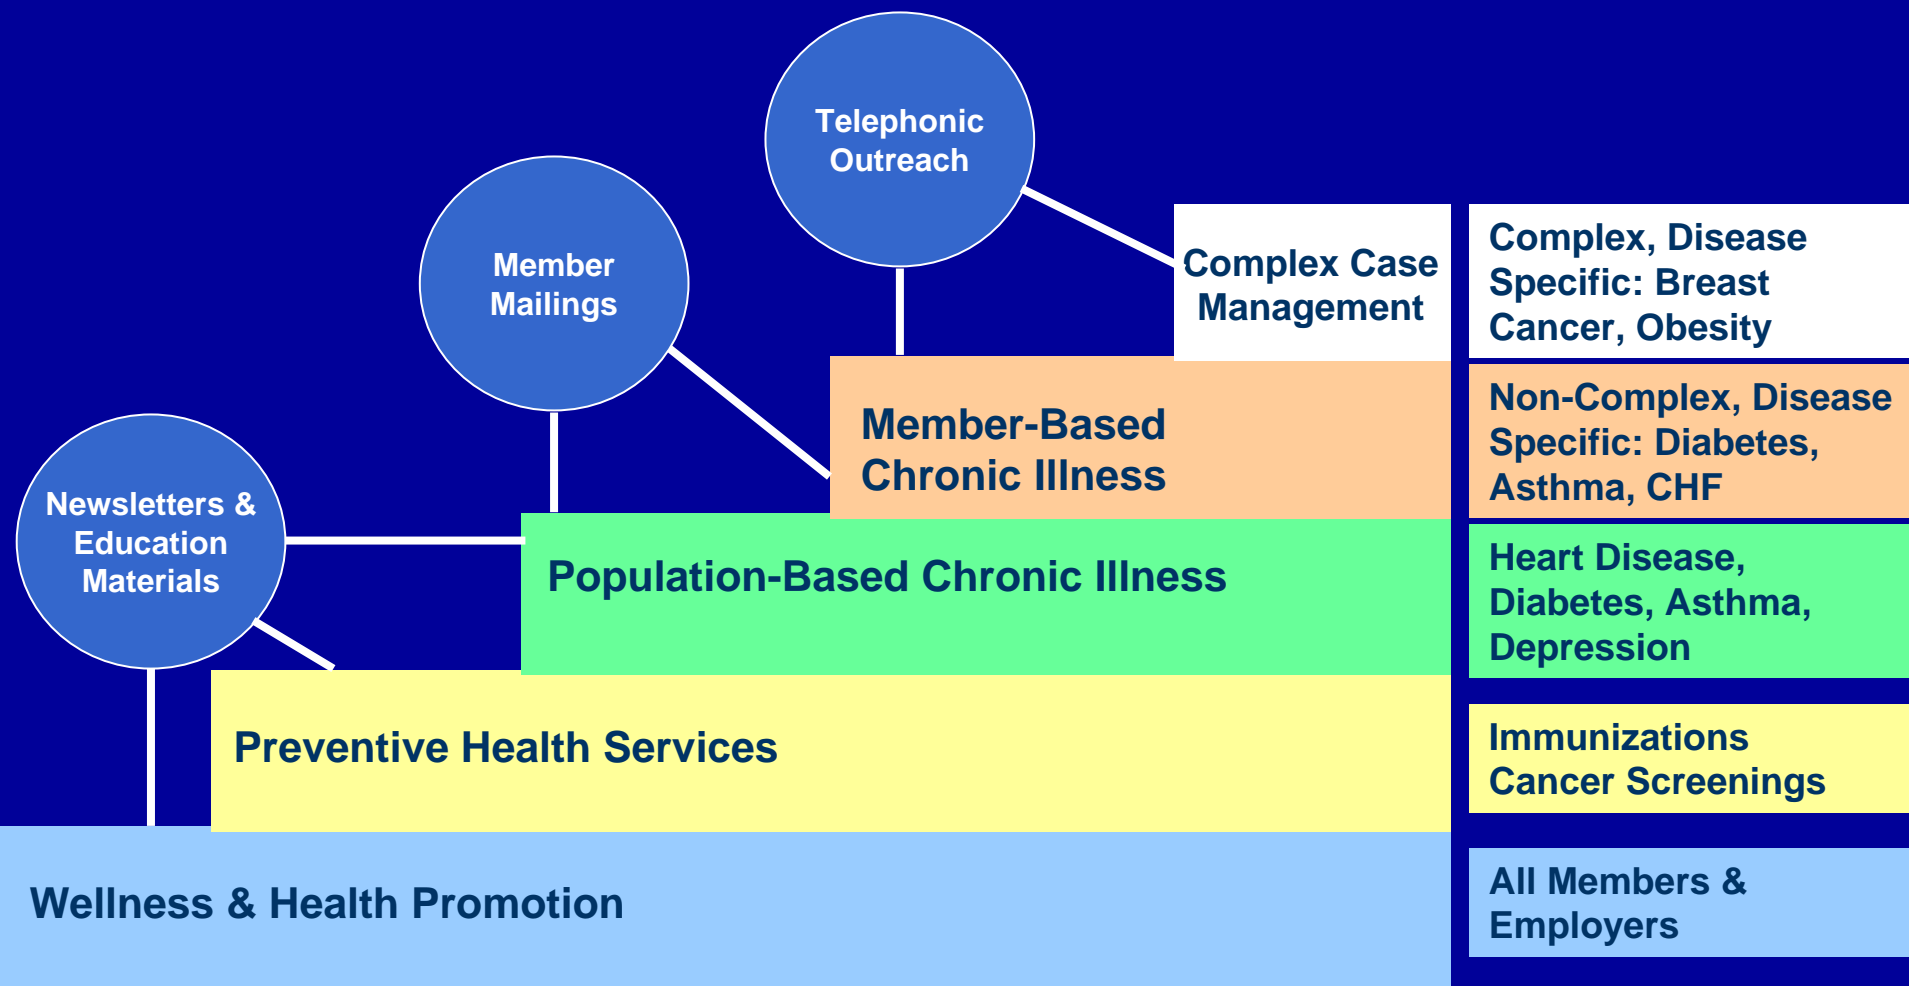 Telephonic
Outreach
Member
Mailings
Newsletters &
Education
Materials
Complex Case
Management
Complex, Disease
Specific: Breast
Cancer, Obesity
Member-Based
Chronic Illness
Non-Complex, Disease
Specific: Diabetes,
Asthma, CHF
Population-Based Chronic Illness
Heart Disease,
Diabetes, Asthma,
Depression
Preventive Health Services
Immunizations
Cancer Screenings
Wellness & Health Promotion
All Members &
Employers